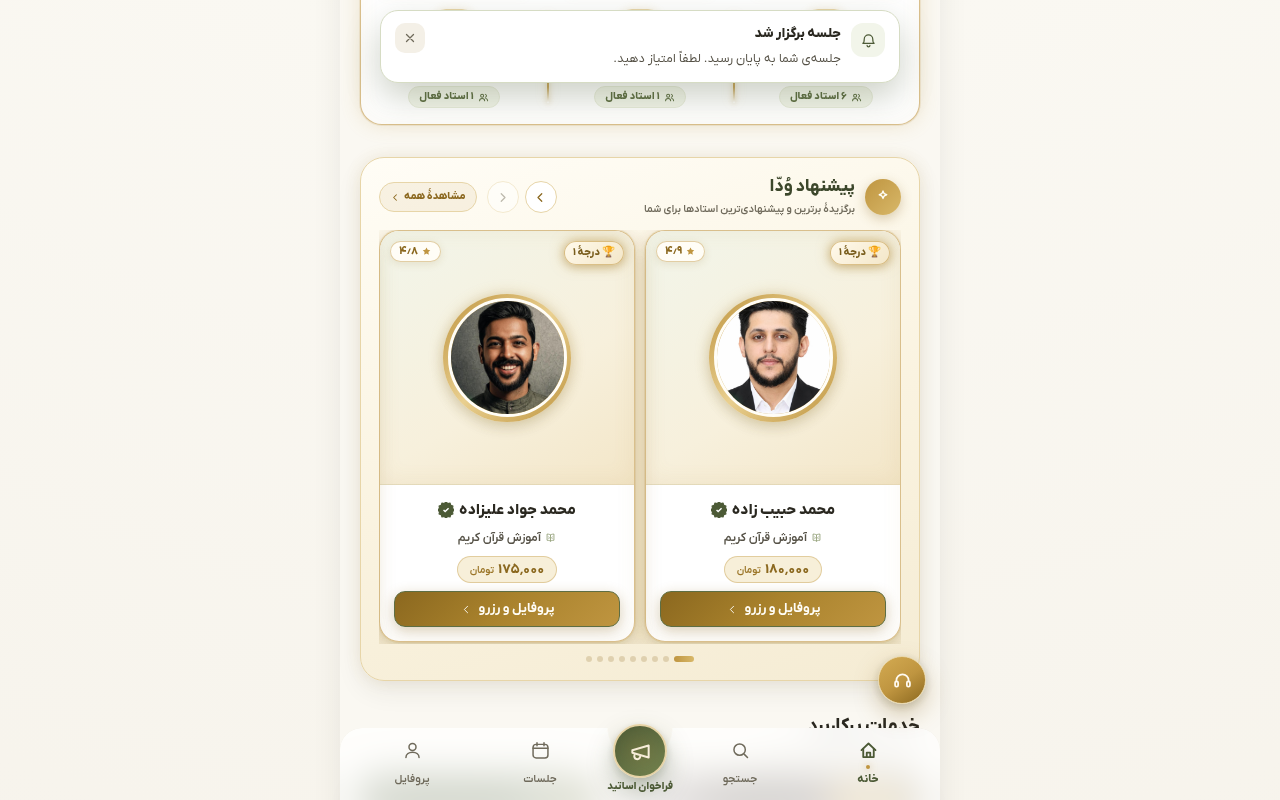 جلسه برگزار شد
جلسه‌ی شما به پایان رسید. لطفاً امتیاز دهید.
۶ استاد فعال
۱ استاد فعال
۱ استاد فعال
پیشنهاد وُدّا
برگزیدهٔ برترین و پیشنهادی‌ترین استادها برای شما
مشاهدهٔ همه
درجهٔ ۱
۴٫۹
محمد حبیب زاده
آموزش قرآن کریم
۱۸۰٬۰۰۰ تومان
پروفایل و رزرو
درجهٔ ۱
۴٫۸
محمد جواد علیزاده
آموزش قرآن کریم
۱۷۵٬۰۰۰ تومان
پروفایل و رزرو
خدمات پرکاربرد
خانه
جستجو
فراخوان اساتید
جلسات
پروفایل